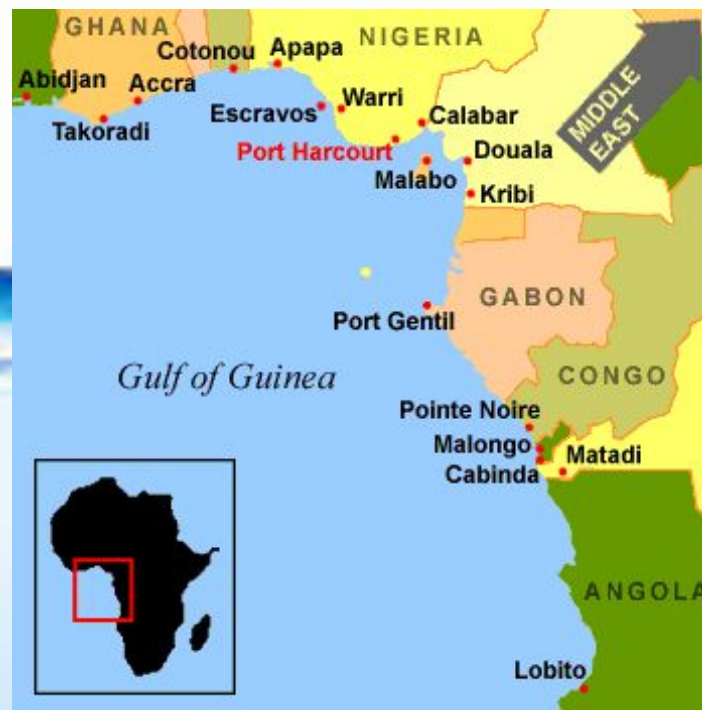 GHANA
NIGERIA
Cotonou
Apapa
Abidjan
Accra
Escravos
Warri
Takoradi
Calabar
MIDDLE
EAST
Port Harcourt
Douala
Malabo
Kribi
GABON
Port Gentil
Gulf of Guinea
CONGO
Pointe Noire
Malongo
Matadi
Cabinda
ANGOLA
Lobito